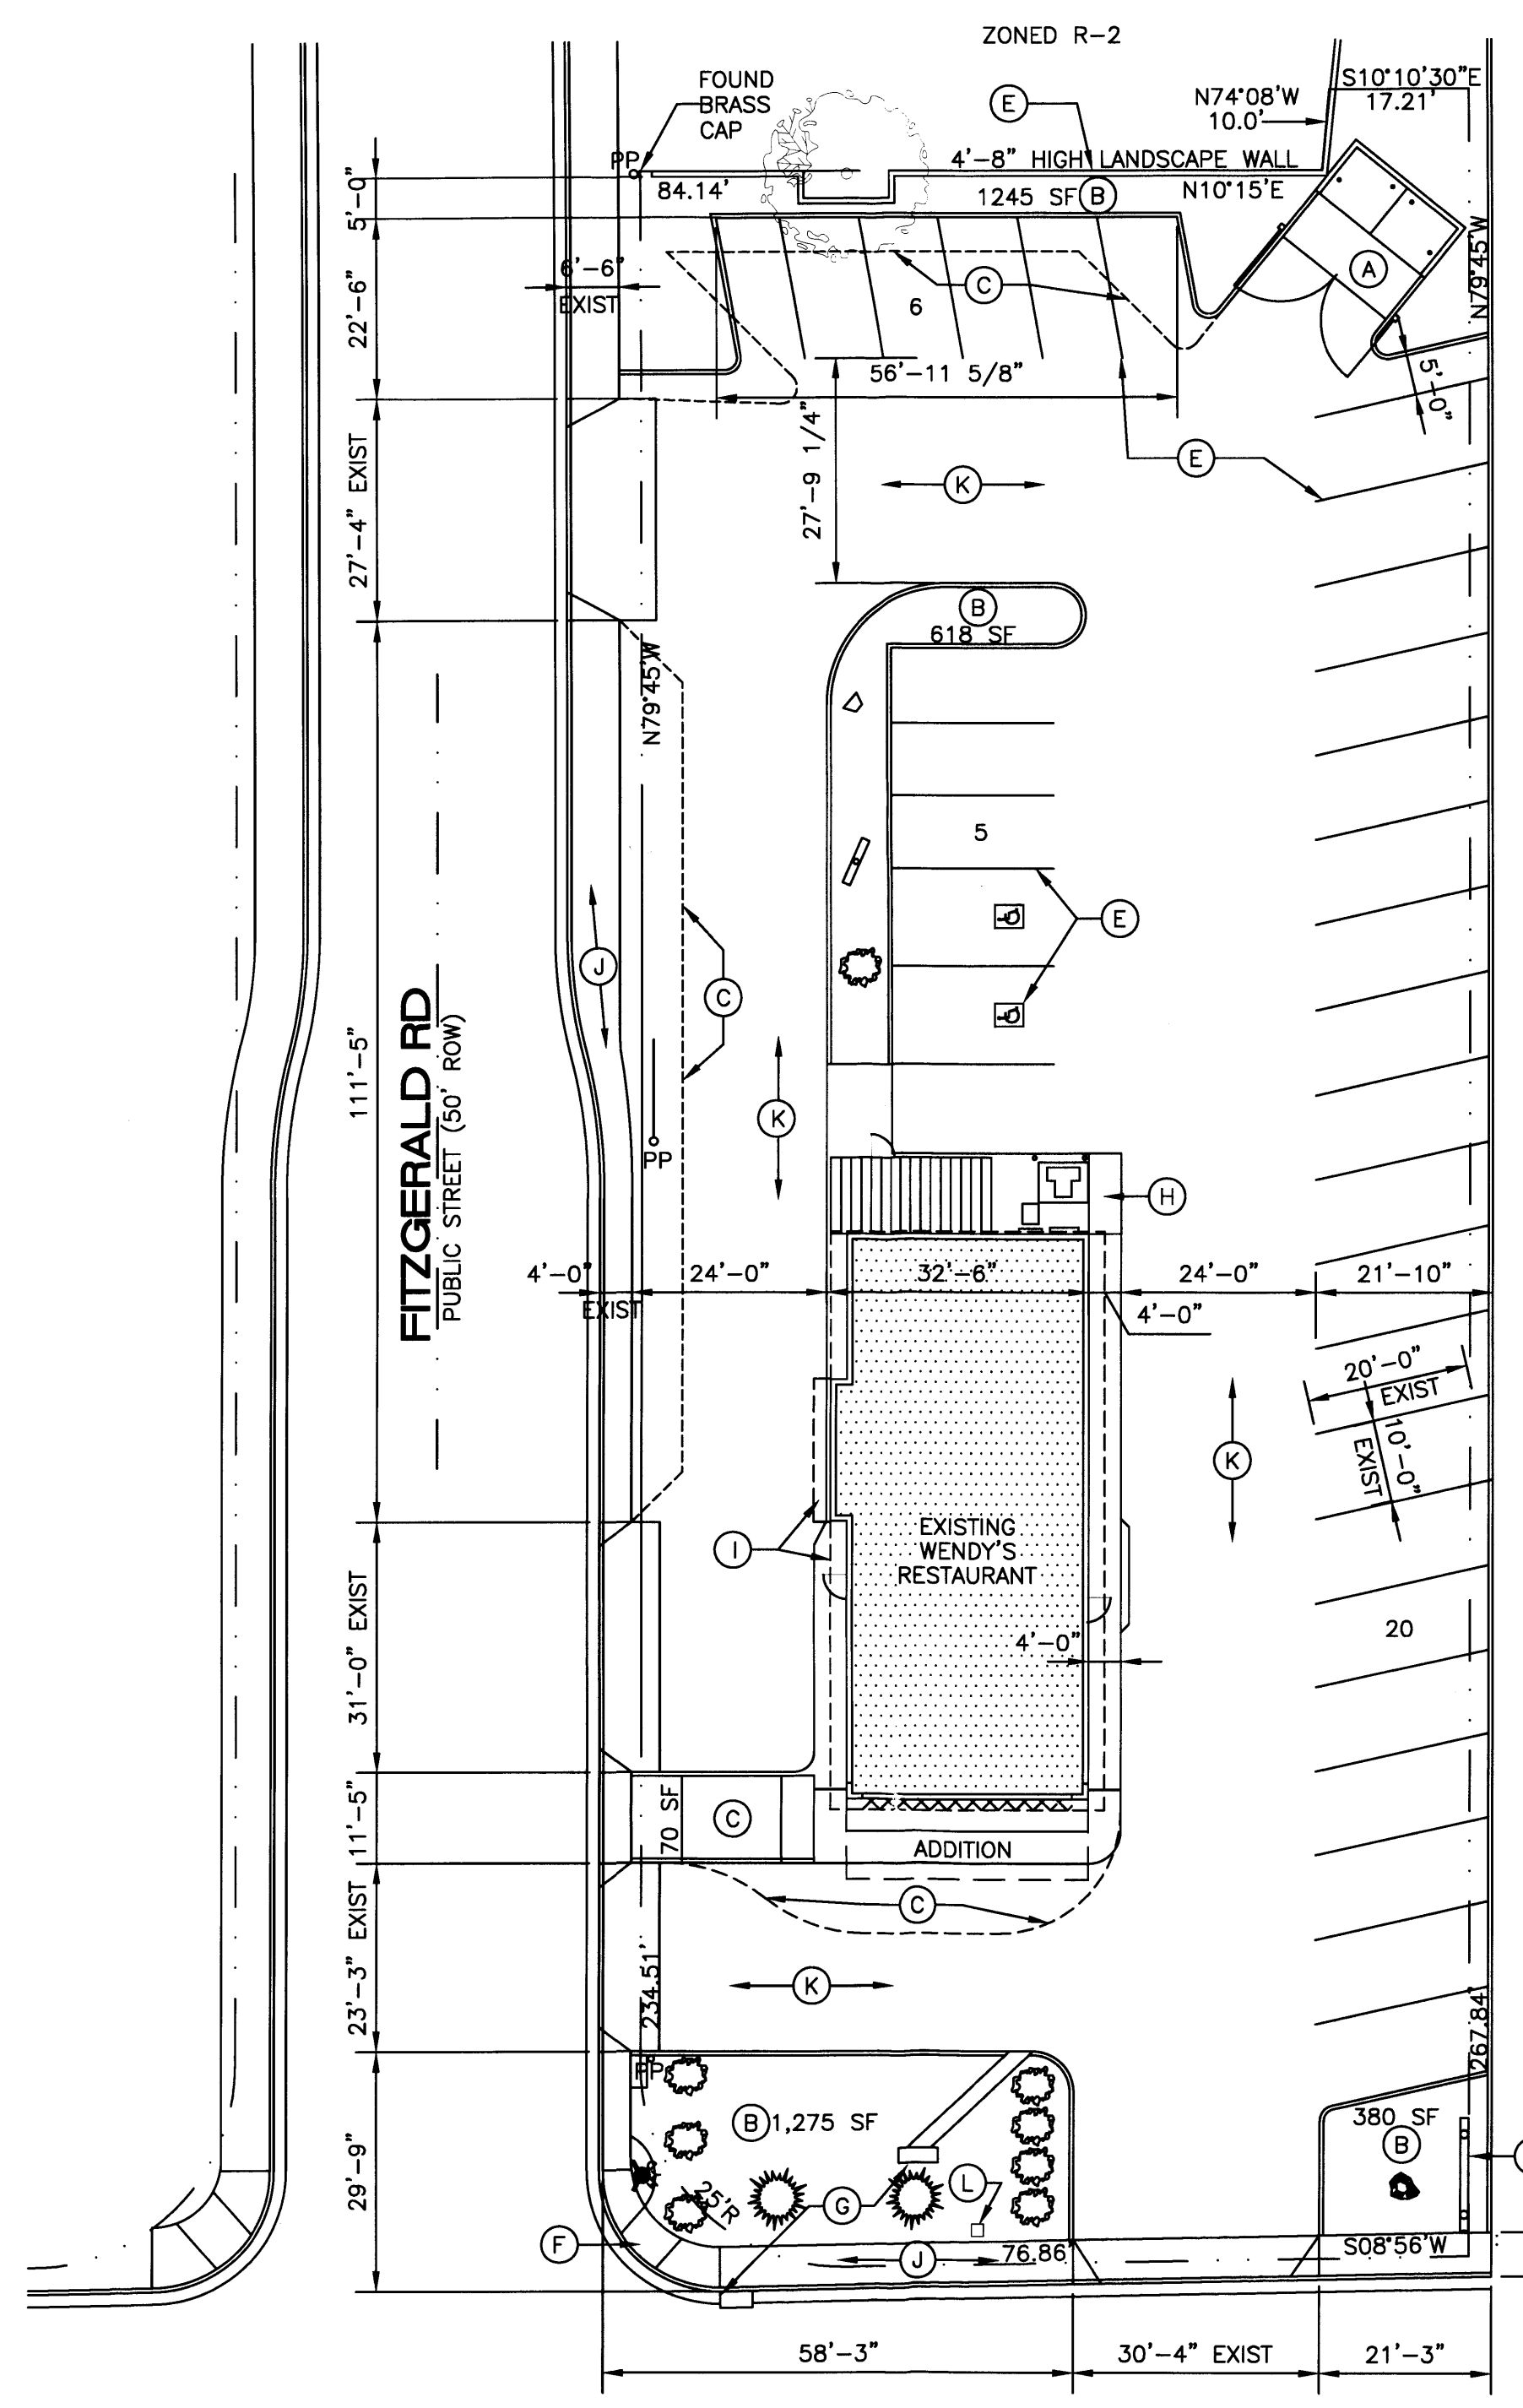 ZONED R-2
FOUND
BRASS
CAP
E
N74°08'W
10.0'
S10°10'30"E
17.21'
PP
4'-8" HIGH LANDSCAPE WALL
84.14'
1245 SF B
N10°15'E
5'-0"
22'-6"
6'-6"
EXIST
C
6
A
N79°45'W
56'-11 5/8"
5'-0"
27'-9 1/4"
27'-4" EXIST
E
K
B
618 SF
N79°45'W
5
E
J
C
FITZGERALD RD
PUBLIC STREET (50' ROW)
111'-5"
K
PP
H
4'-0"
EXIST
24'-0"
32'-6"
24'-0"
21'-10"
4'-0"
20'-0"
EXIST
10'-0"
EXIST
K
EXISTING
WENDY'S
RESTAURANT
I
4'-0"
20
31'-0" EXIST
11'-5"
70 SF
C
ADDITION
C
23'-3" EXIST
234.51'
K
267.84'
PP
B 1,275 SF
380 SF
B
29'-9"
25'R
G
L
F
J
76.86
S08°56'W
58'-3"
30'-4" EXIST
21'-3"